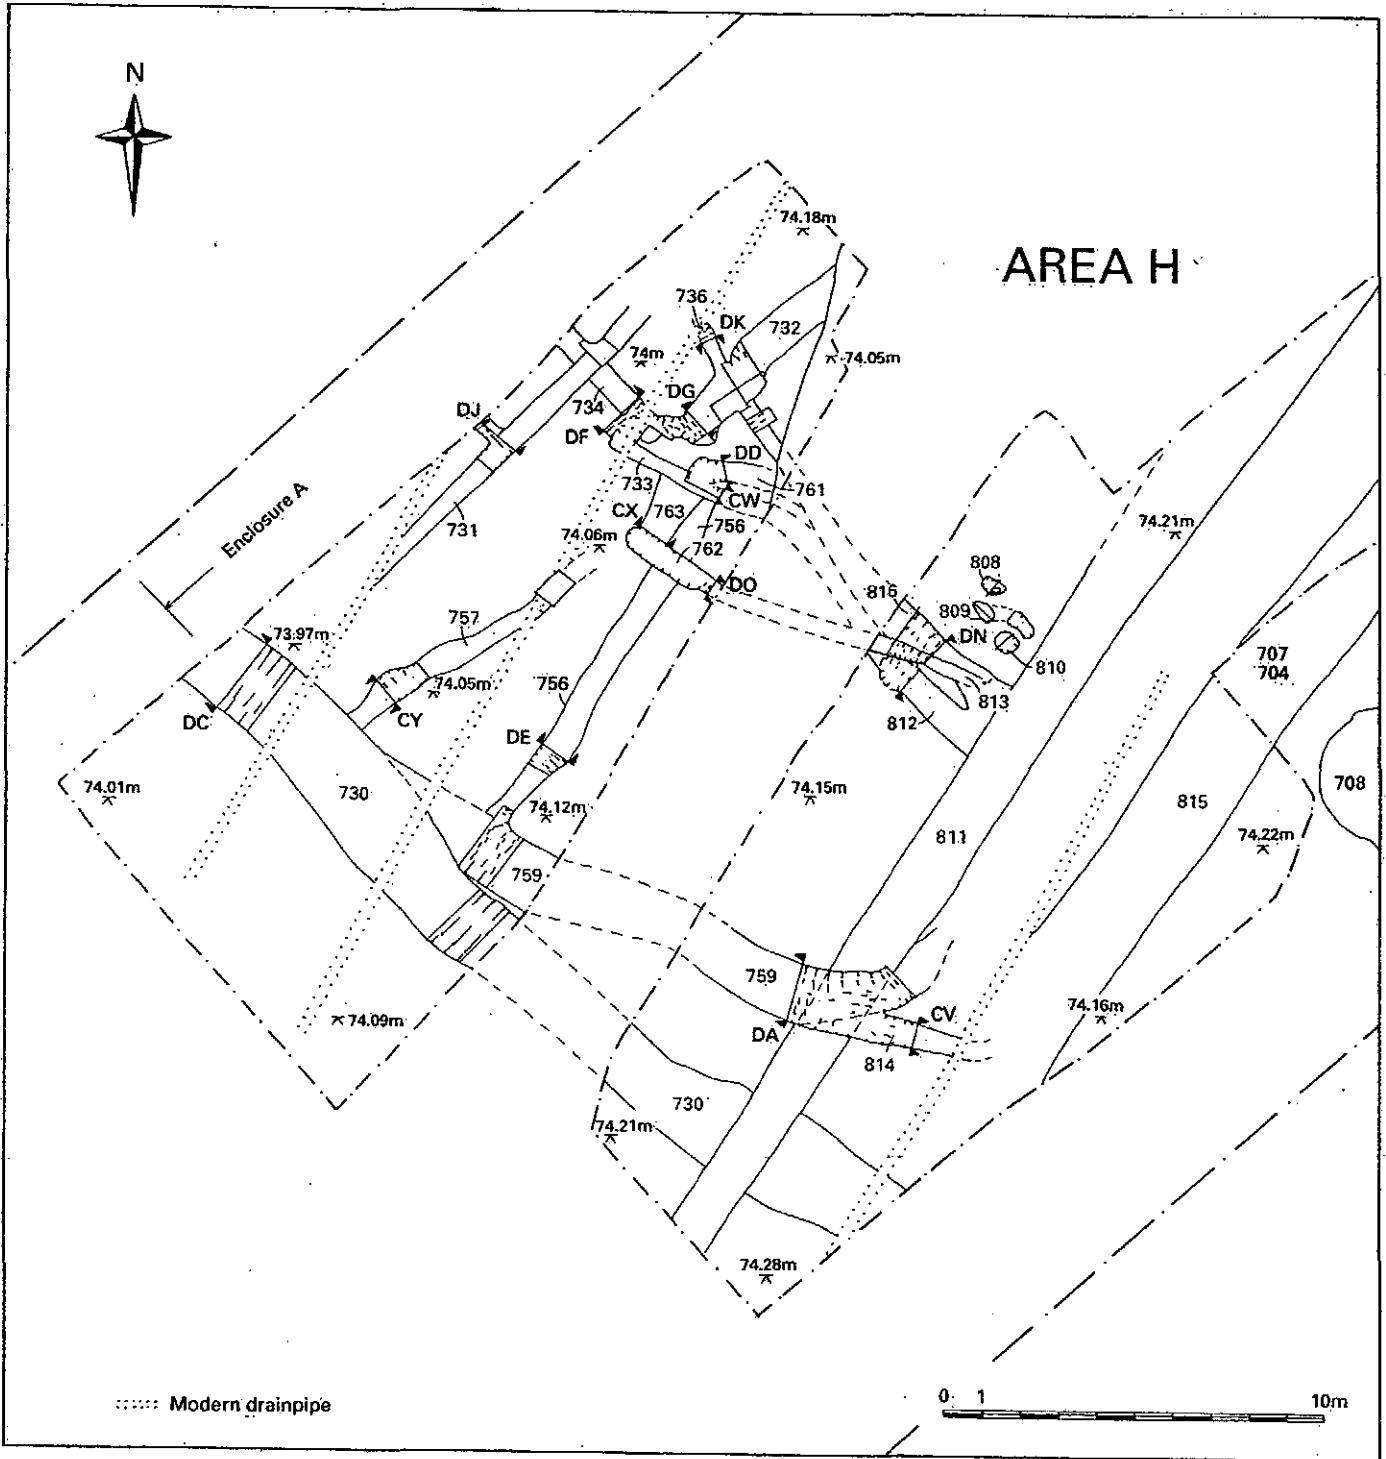 N
AREA H
74.18m
736
DK
732
74.05m
74m
DG
734
DJ
DF
DD
733
761
CW
CX
763
756
731
Enclosure A
74.06m
762
DO
74.21m
808
816
809
DN
757
810
73.97m
707
704
74.05m
813
756
DC
CY
812
DE
708
74.01m
730
74.12m
74.15m
815
811
74.22m
759
759
CV
74.16m
74.09m
DA
814
730
74.21m
74.28m
Modern drainpipe
0 1 10m